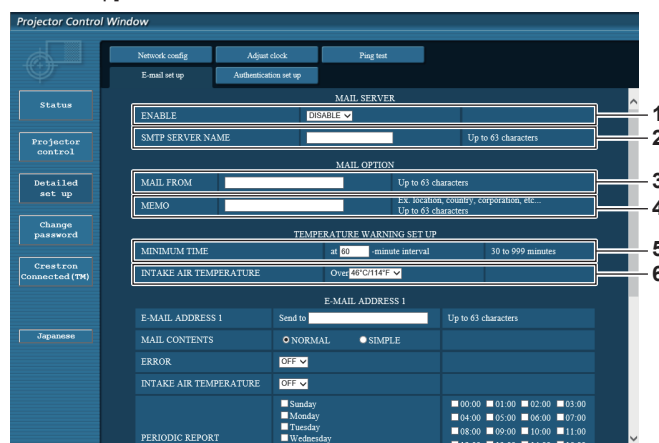 Projector Control Window
Network config
Adjust clock
Ping test
E-mail set up
Authentication set up
Status
Projector
control
Detailed
set up
Change
password
Crestron
Connected(TM)
Japanese
MAIL SERVER
ENABLE DISABLE 1
SMTP SERVER NAME Up to 63 characters 2
MAIL OPTION
MAIL FROM Up to 63 characters 3
MEMO Ex. location, country, corporation, etc... 4
Up to 63 characters
TEMPERATURE WARNING SET UP
MINIMUM TIME at 60 -minute interval 30 to 999 minutes 5
INTAKE AIR TEMPERATURE Over 46°C/114°F 6
E-MAIL ADDRESS 1
E-MAIL ADDRESS 1 Send to Up to 63 characters
MAIL CONTENTS NORMAL SIMPLE
ERROR OFF
INTAKE AIR TEMPERATURE OFF
PERIODIC REPORT
Sunday
Monday
Tuesday
Wednesday
00:00 01:00 02:00 03:00
04:00 05:00 06:00 07:00
08:00 09:00 10:00 11:00